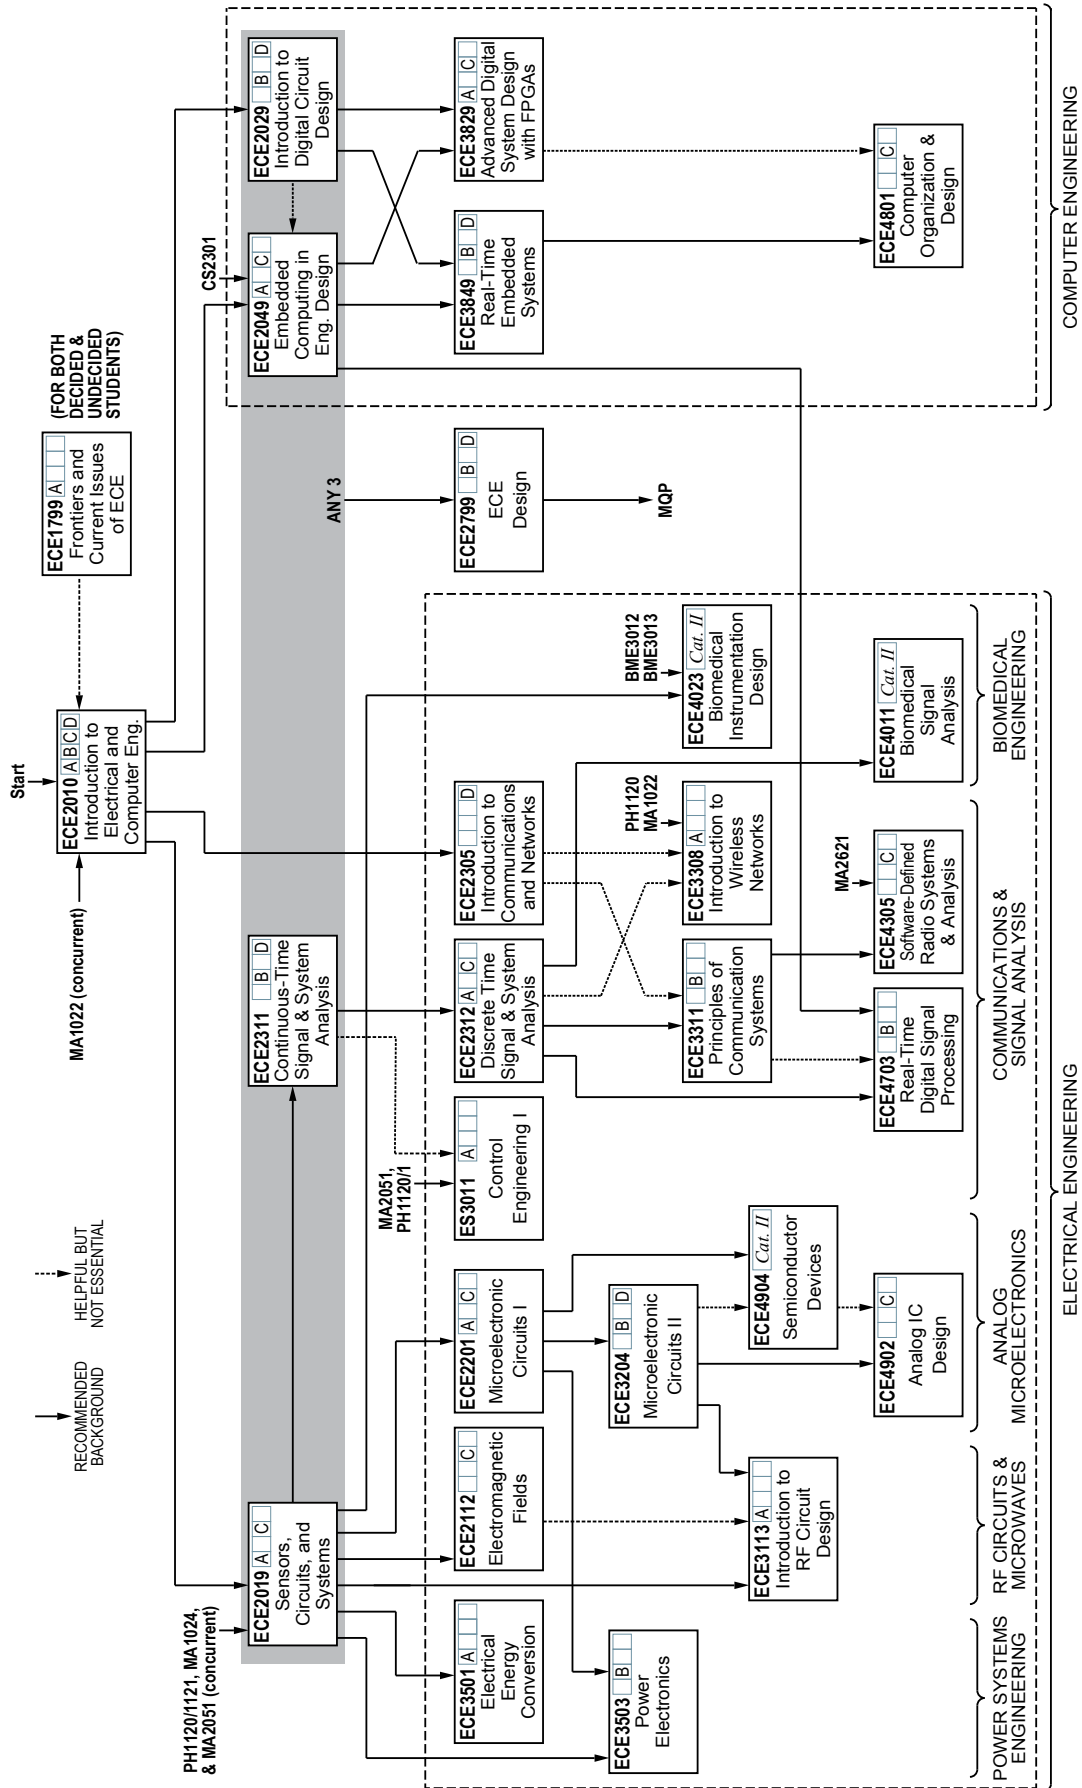 Start
MA1022 (concurrent)
ECE2010 A B C D
Introduction to
Electrical and
Computer Eng.
ECE1799 A
Frontiers and
Current Issues
of ECE
(FOR BOTH
DECIDED &
UNDECIDED
STUDENTS)
RECOMMENDED
BACKGROUND
HELPFUL BUT
NOT ESSENTIAL
PH1120/1121, MA1024,
& MA2051 (concurrent)
ECE2019 A C
Sensors,
Circuits, and
Systems
ECE2311 B D
Continuous-Time
Signal & System
Analysis
CS2301
ECE2049 A C
Embedded
Computing in
Eng. Design
ECE2029 B D
Introduction to
Digital Circuit
Design
ANY 3
MA2051,
PH1120/1
ECE3501 A
Electrical
Energy
Conversion
ECE2112 C
Electromagnetic
Fields
ECE2201 A C
Microelectronic
Circuits I
ES3011 A
Control
Engineering I
ECE2312 A C
Discrete Time
Signal & System
Analysis
ECE2305 D
Introduction to
Communications
and Networks
ECE2799 B D
ECE
Design
ECE3849 B D
Real-Time
Embedded
Systems
ECE3829 A C
Advanced Digital
System Design
with FPGAs
ECE3503 B
Power
Electronics
ECE3204 B D
Microelectronic
Circuits II
PH1120
MA1022
BME3012
BME3013
MQP
ECE3311 B
Principles of
Communication
Systems
ECE3308 A
Introduction to
Wireless
Networks
ECE4023 Cat. II
Biomedical
Instrumentation
Design
ECE3113 A
Introduction to
RF Circuit
Design
ECE4904 Cat. II
Semiconductor
Devices
MA2621
ECE4902 C
Analog IC
Design
ECE4703 B
Real-Time
Digital Signal
Processing
ECE4305 C
Software-Defined
Radio Systems
& Analysis
ECE4011 Cat. II
Biomedical
Signal
Analysis
ECE4801 C
Computer
Organization &
Design
POWER SYSTEMS
ENGINEERING
RF CIRCUITS &
MICROWAVES
ANALOG
MICROELECTRONICS
COMMUNICATIONS &
SIGNAL ANALYSIS
BIOMEDICAL
ENGINEERING
ELECTRICAL ENGINEERING
COMPUTER ENGINEERING